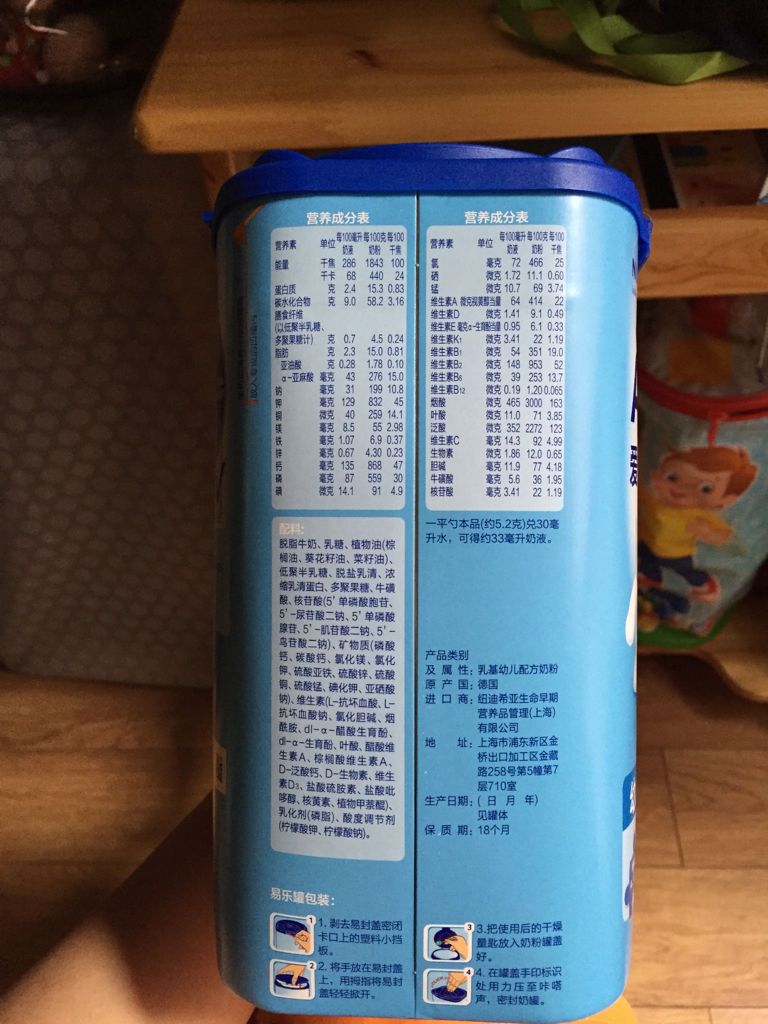 营养成分表
营养素 单位 每100毫升奶液 每100克奶粉 每100千焦
能量 千焦 286 1843 100
千卡 68 440 24
蛋白质 克 2.4 15.3 0.83
碳水化合物 克 9.0 58.2 3.16
膳食纤维
(以低聚半乳糖、
多聚果糖计) 克 0.7 4.5 0.24
脂肪 克 2.3 15.0 0.81
亚油酸 克 0.28 1.78 0.10
α-亚麻酸 毫克 43 276 15.0
钠 毫克 31 199 10.8
钾 毫克 129 832 45
铜 微克 40 259 14.1
镁 毫克 8.5 55 2.98
铁 毫克 1.07 6.9 0.37
锌 毫克 0.67 4.30 0.23
钙 毫克 135 868 47
磷 毫克 87 559 30
碘 微克 14.1 91 4.9
配料:
脱脂牛奶、乳糖、植物油(棕
榈油、葵花籽油、菜籽油)、
低聚半乳糖、脱盐乳清、浓
缩乳清蛋白、多聚果糖、牛磺
酸、核苷酸(5'单磷酸胞苷、
5'-尿苷酸二钠、5'单磷酸
腺苷、5'-肌苷酸二钠、5'-
鸟苷酸二钠)、矿物质(磷酸
钙、碳酸钙、氯化镁、氯化
钾、硫酸亚铁、硫酸锌、硫酸
铜、硫酸锰、碘化钾、亚硒酸
钠)、维生素(L-抗坏血酸、L-
抗坏血酸钠、氯化胆碱、烟
酰胺、dl-α-醋酸生育酚、
dl-α-生育酚、叶酸、醋酸维
生素A、棕榈酸维生素A、
D-泛酸钙、D-生物素、维生
素D3、盐酸硫胺素、盐酸吡
哆醇、核黄素、植物甲萘醌)、
乳化剂(磷脂)、酸度调节剂
(柠檬酸钾、柠檬酸钠)。
易乐罐包装:
1 1. 剥去易封盖密闭
卡口上的塑料小挡
板。
2 2. 将手放在易封盖
上，用拇指将易封
盖轻轻掀开。
营养成分表
营养素 单位 每100毫升奶液 每100克奶粉 每100千焦
氯 毫克 72 466 25
硒 微克 1.72 11.1 0.60
锰 微克 10.7 69 3.74
维生素A 微克视黄醇当量 64 414 22
维生素D 微克 1.41 9.1 0.49
维生素E 毫克α-生育酚当量 0.95 6.1 0.33
维生素K1 微克 3.41 22 1.19
维生素B1 微克 54 351 19.0
维生素B2 微克 148 953 52
维生素B6 微克 39 253 13.7
维生素B12 微克 0.19 1.20 0.065
烟酸 微克 465 3000 163
叶酸 微克 11.0 71 3.85
泛酸 微克 352 2272 123
维生素C 毫克 14.3 92 4.99
生物素 微克 1.86 12.0 0.65
胆碱 毫克 11.9 77 4.18
牛磺酸 毫克 5.6 36 1.95
核苷酸 毫克 3.41 22 1.19
一平勺本品(约5.2克)兑30毫
升水，可得约33毫升奶液。
产品类别
及属性: 乳基幼儿配方奶粉
原产国: 德国
进口商: 纽迪希亚生命早期
营养品管理(上海)
有限公司
地址: 上海市浦东新区金
桥出口加工区金藏
路258号第5幢第7
层710室
生产日期: (日 月 年)
见罐体
保质期: 18个月
3 3.把使用后的干燥
量匙放入奶粉罐盖
好。
4 4. 在罐盖手印标识
处用力压至咔嗒
声，密封奶罐。